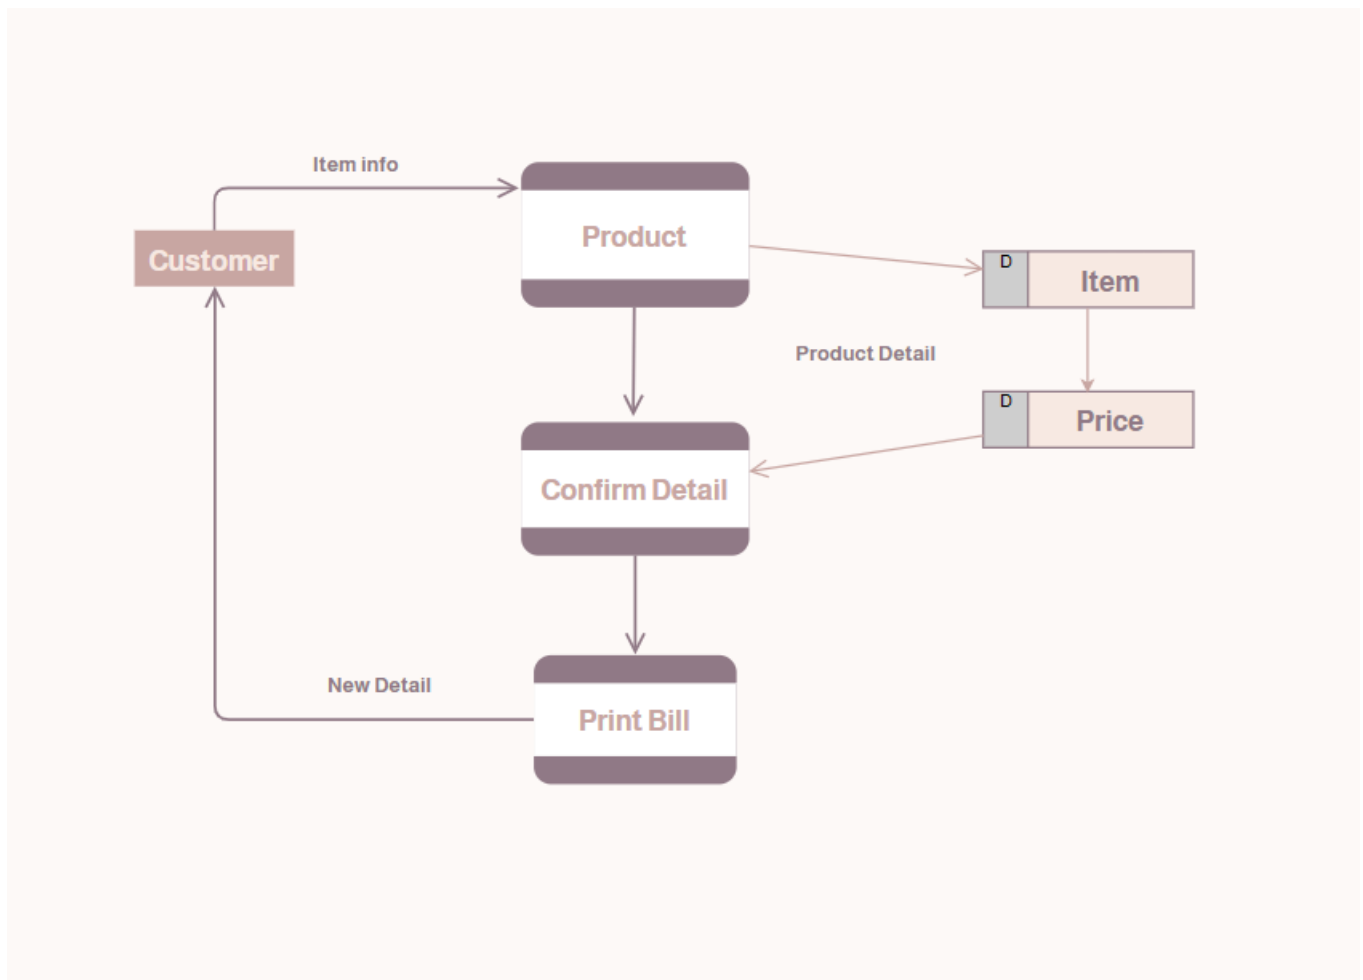 Item info
Product
Customer
D
Item
Product Detail
D
Price
Confirm Detail
New Detail
Print Bill